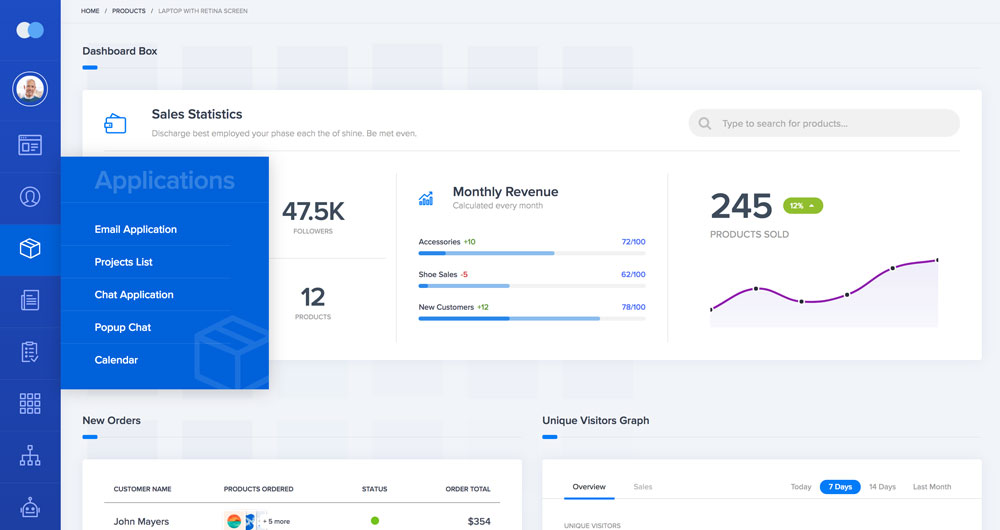 HOME / PRODUCTS / LAPTOP WITH RETINA SCREEN
Dashboard Box
Sales Statistics
Discharge best employed your phase each the of shine. Be met even.
Type to search for products...
Applications
Email Application
Projects List
Chat Application
Popup Chat
Calendar
47.5K
FOLLOWERS
12
PRODUCTS
Monthly Revenue
Calculated every month
Accessories +10 72/100
Shoe Sales -5 62/100
New Customers +12 78/100
245 12%
PRODUCTS SOLD
New Orders
CUSTOMER NAME PRODUCTS ORDERED STATUS ORDER TOTAL
John Mayers + 5 more $354
Unique Visitors Graph
Overview Sales Today 7 Days 14 Days Last Month
UNIQUE VISITORS